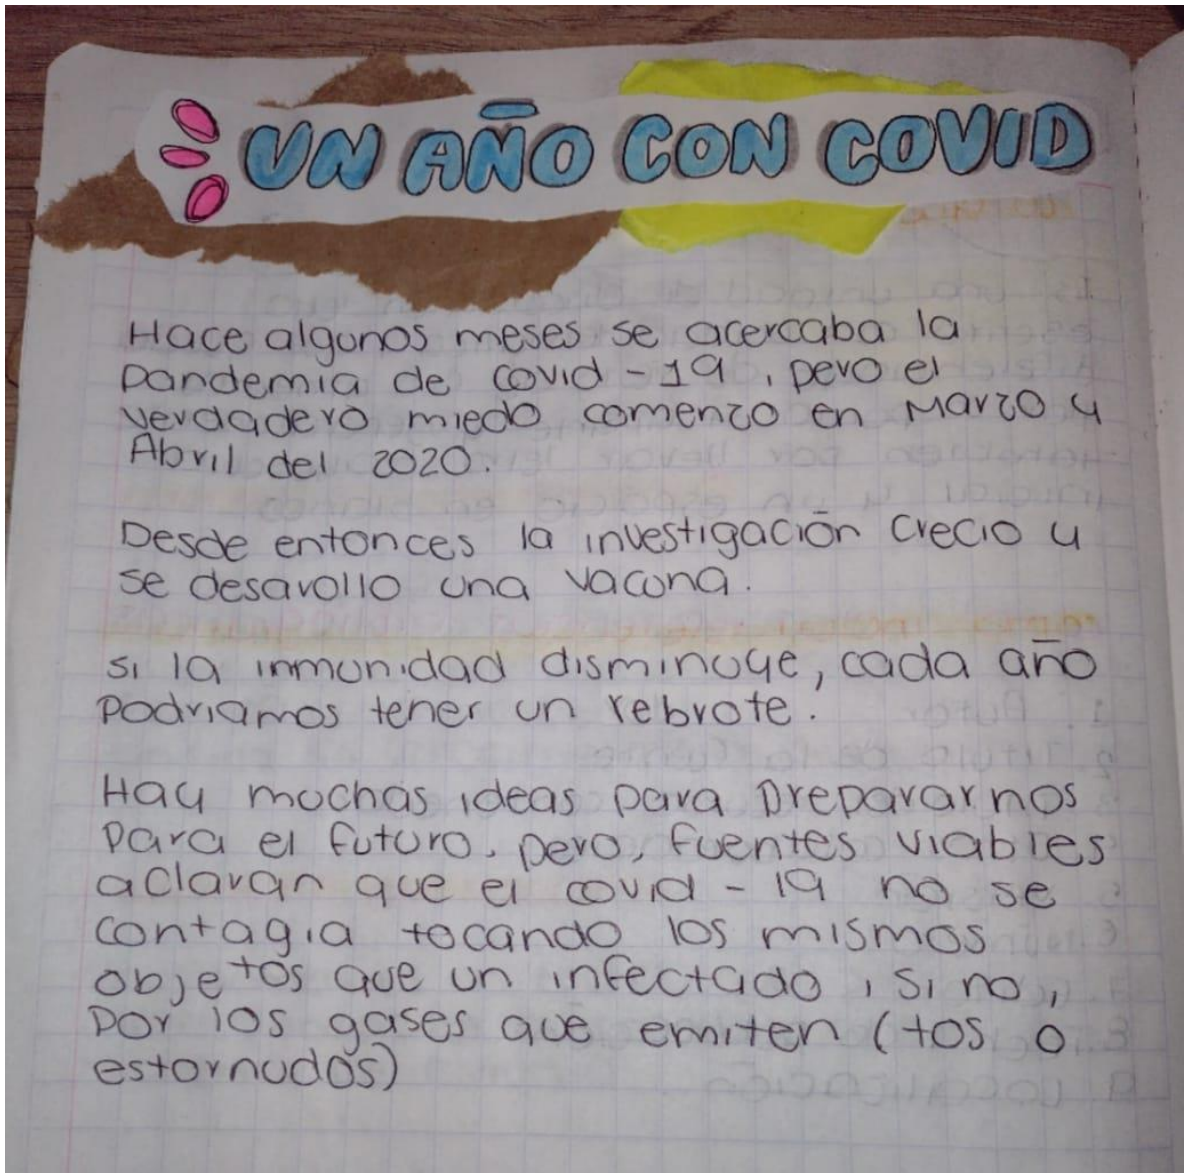 UN AÑO CON COVID
Hace algunos meses se acercaba la
pandemia de covid-19, pero el
verdadero miedo comenzo en Marzo y
Abril del 2020.
Desde entonces la investigación crecio y
se desarollo una vacuna.
si la inmunidad disminuye, cada año
podriamos tener un rebrote.
Hay muchas ideas para prepararnos
para el futuro. pero, fuentes viables
aclaran que el covid-19 no se
contagia tocando los mismos
objetos que un infectado, si no,
por los gases que emiten (tos o
estornudos)